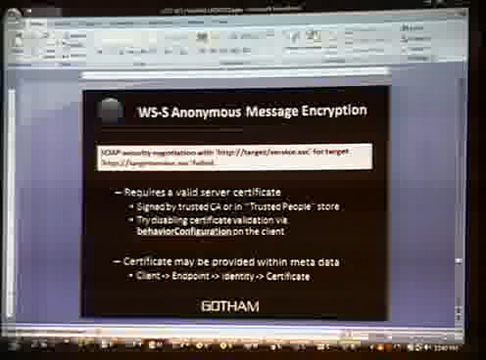 WS-S Anonymous Message Encryption
SOAP security negotiation with 'http://target/service.svc' for target
'http://target/service.svc' failed.
– Requires a valid server certificate
• Signed by trusted CA or in "Trusted People" store
• Try disabling certificate validation via
behaviorConfiguration on the client
– Certificate may be provided within meta data
• Client -> Endpoint -> Identity -> Certificate
GOTHAM